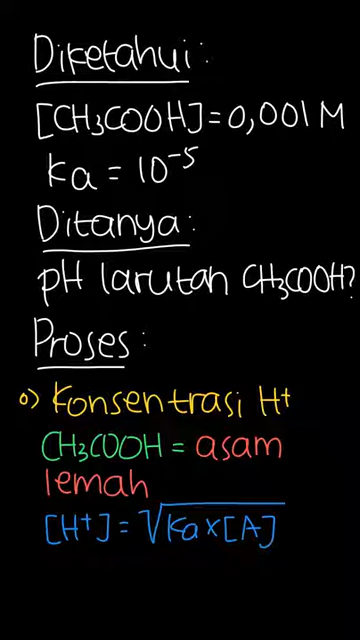 Diketahui :
[CH₃COOH] = 0,001 M
Ka = 10⁻⁵
Ditanya :
pH larutan CH₃COOH?
Proses :
o) Konsentrasi H⁺
CH₃COOH = asam
lemah
[H⁺] = √Ka x [A]